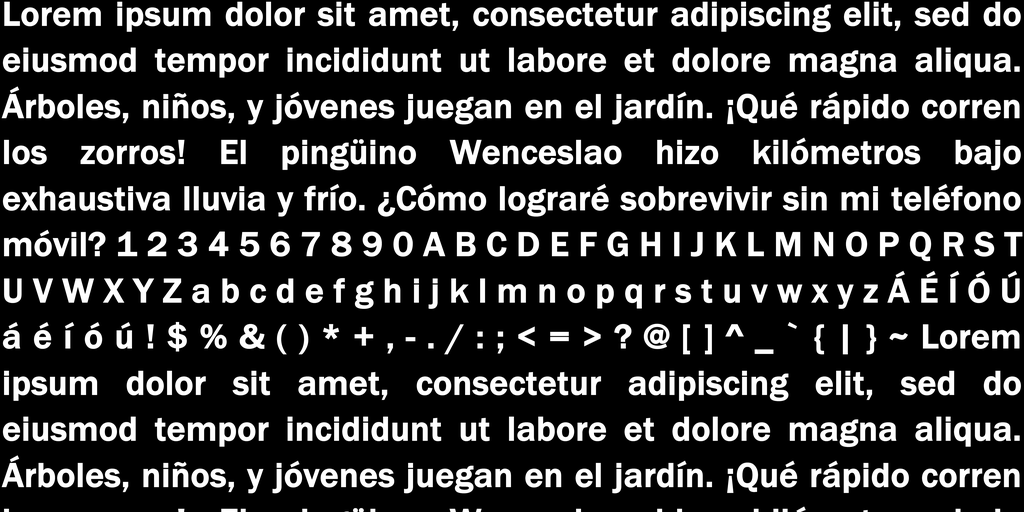 Lorem ipsum dolor sit amet, consectetur adipiscing elit, sed do
eiusmod tempor incididunt ut labore et dolore magna aliqua.
Árboles, niños, y jóvenes juegan en el jardín. ¡Qué rápido corren
los zorros! El pingüino Wenceslao hizo kilómetros bajo
exhaustiva lluvia y frío. ¿Cómo lograré sobrevivir sin mi teléfono
móvil? 1 2 3 4 5 6 7 8 9 0 A B C D E F G H I J K L M N O P Q R S T
U V W X Y Z a b c d e f g h i j k l m n o p q r s t u v w x y z Á É Í Ó Ú
á é í ó ú ! $ % & ( ) * + , - . / : ; < = > ? @ [ ] ^ _ ` { | } ~ Lorem
ipsum dolor sit amet, consectetur adipiscing elit, sed do
eiusmod tempor incididunt ut labore et dolore magna aliqua.
Árboles, niños, y jóvenes juegan en el jardín. ¡Qué rápido corren